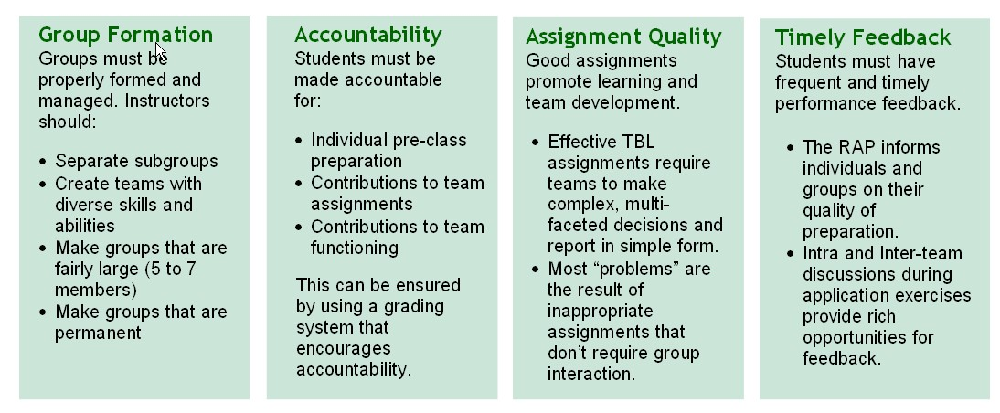 Group Formation
Groups must be
properly formed and
managed. Instructors
should:
• Separate subgroups
• Create teams with
diverse skills and
abilities
• Make groups that are
fairly large (5 to 7
members)
• Make groups that are
permanent
Accountability
Students must be
made accountable
for:
• Individual pre-class
preparation
• Contributions to team
assignments
• Contributions to team
functioning
This can be ensured
by using a grading
system that
encourages
accountability.
Assignment Quality
Good assignments
promote learning and
team development.
• Effective TBL
assignments require
teams to make
complex, multi-
faceted decisions and
report in simple form.
• Most “problems” are
the result of
inappropriate
assignments that
don’t require group
interaction.
Timely Feedback
Students must have
frequent and timely
performance feedback.
• The RAP informs
individuals and
groups on their
quality of
preparation.
• Intra and Inter-team
discussions during
application exercises
provide rich
opportunities for
feedback.